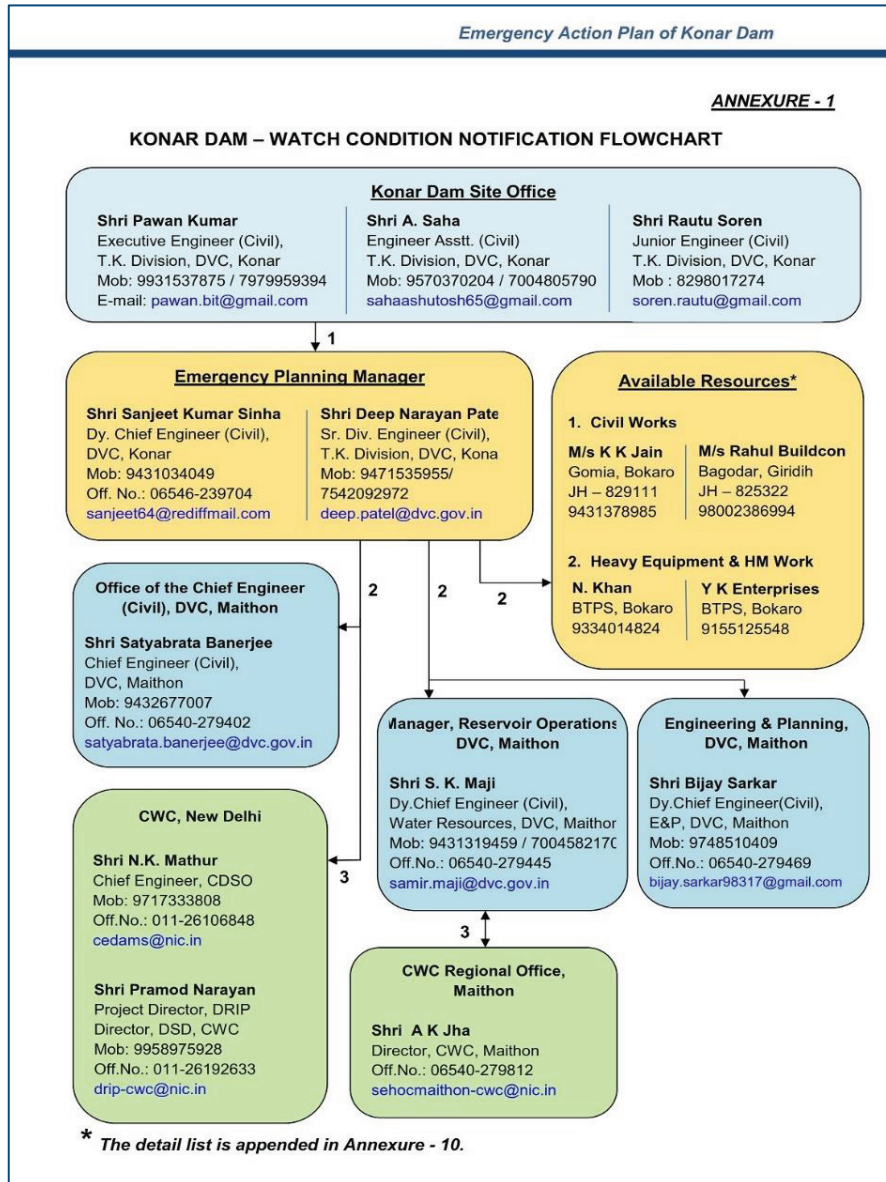 Emergency Action Plan of Konar Dam
ANNEXURE - 1
KONAR DAM – WATCH CONDITION NOTIFICATION FLOWCHART
Konar Dam Site Office
Shri Pawan Kumar
Executive Engineer (Civil),
T.K. Division, DVC, Konar
Mob: 9931537875 / 7979959394
E-mail: pawan.bit@gmail.com
Shri A. Saha
Engineer Asstt. (Civil)
T.K. Division, DVC, Konar
Mob: 9570370204 / 7004805790
sahaashutosh65@gmail.com
Shri Rautu Soren
Junior Engineer (Civil)
T.K. Division, DVC, Konar
Mob : 8298017274
soren.rautu@gmail.com
1
Emergency Planning Manager
Shri Sanjeet Kumar Sinha
Dy. Chief Engineer (Civil),
DVC, Konar
Mob: 9431034049
Off. No.: 06546-239704
sanjeet64@rediffmail.com
Shri Deep Narayan Pate
Sr. Div. Engineer (Civil),
T.K. Division, DVC, Kona
Mob: 9471535955/
7542092972
deep.patel@dvc.gov.in
Available Resources*
1. Civil Works
M/s K K Jain
Gomia, Bokaro
JH – 829111
9431378985
M/s Rahul Buildcon
Bagodar, Giridih
JH – 825322
98002386994
2. Heavy Equipment & HM Work
N. Khan
BTPS, Bokaro
9334014824
Y K Enterprises
BTPS, Bokaro
9155125548
2
2
2
Office of the Chief Engineer
(Civil), DVC, Maithon
Shri Satyabrata Banerjee
Chief Engineer (Civil),
DVC, Maithon
Mob: 9432677007
Off. No.: 06540-279402
satyabrata.banerjee@dvc.gov.in
Manager, Reservoir Operations
DVC, Maithon
Shri S. K. Maji
Dy.Chief Engineer (Civil),
Water Resources, DVC, Maithon
Mob: 9431319459 / 7004582170
Off.No.: 06540-279445
samir.maji@dvc.gov.in
Engineering & Planning,
DVC, Maithon
Shri Bijay Sarkar
Dy.Chief Engineer(Civil),
E&P, DVC, Maithon
Mob: 9748510409
Off.No.: 06540-279469
bijay.sarkar98317@gmail.com
CWC, New Delhi
Shri N.K. Mathur
Chief Engineer, CDSO
Mob: 9717333808
Off.No.: 011-26106848
cedams@nic.in
Shri Pramod Narayan
Project Director, DRIP
Director, DSD, CWC
Mob: 9958975928
Off.No.: 011-26192633
drip-cwc@nic.in
3
3
CWC Regional Office,
Maithon
Shri A K Jha
Director, CWC, Maithon
Off.No.: 06540-279812
sehocmaithon-cwc@nic.in
* The detail list is appended in Annexure - 10.